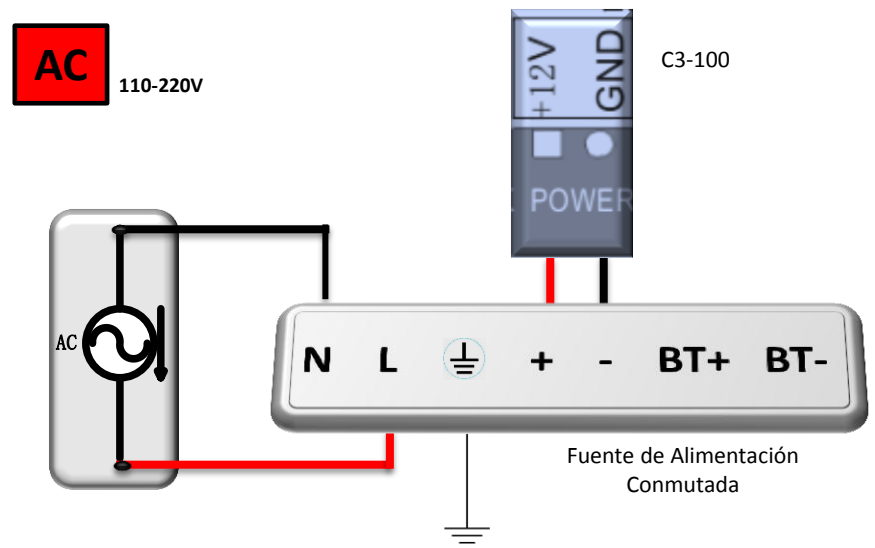 AC
110-220V
+12V
GND
C3-100
POWER
AC
N L + - BT+ BT-
Fuente de Alimentación
Conmutada